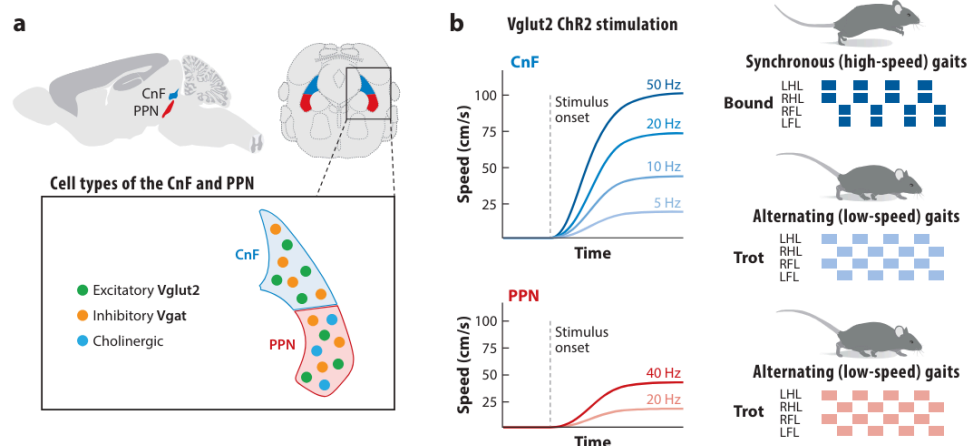 a
CnF
PPN
Cell types of the CnF and PPN
CnF
Excitatory Vglut2
Inhibitory Vgat
Cholinergic
PPN
b
Vglut2 ChR2 stimulation
CnF
Speed (cm/s)
100
75
50
25
Stimulus
onset
50 Hz
20 Hz
10 Hz
5 Hz
Time
Synchronous (high-speed) gaits
Bound
LHL
RHL
RFL
LFL
Alternating (low-speed) gaits
Trot
LHL
RHL
RFL
LFL
PPN
Speed (cm/s)
100
75
50
25
Stimulus
onset
40 Hz
20 Hz
Time
Alternating (low-speed) gaits
Trot
LHL
RHL
RFL
LFL